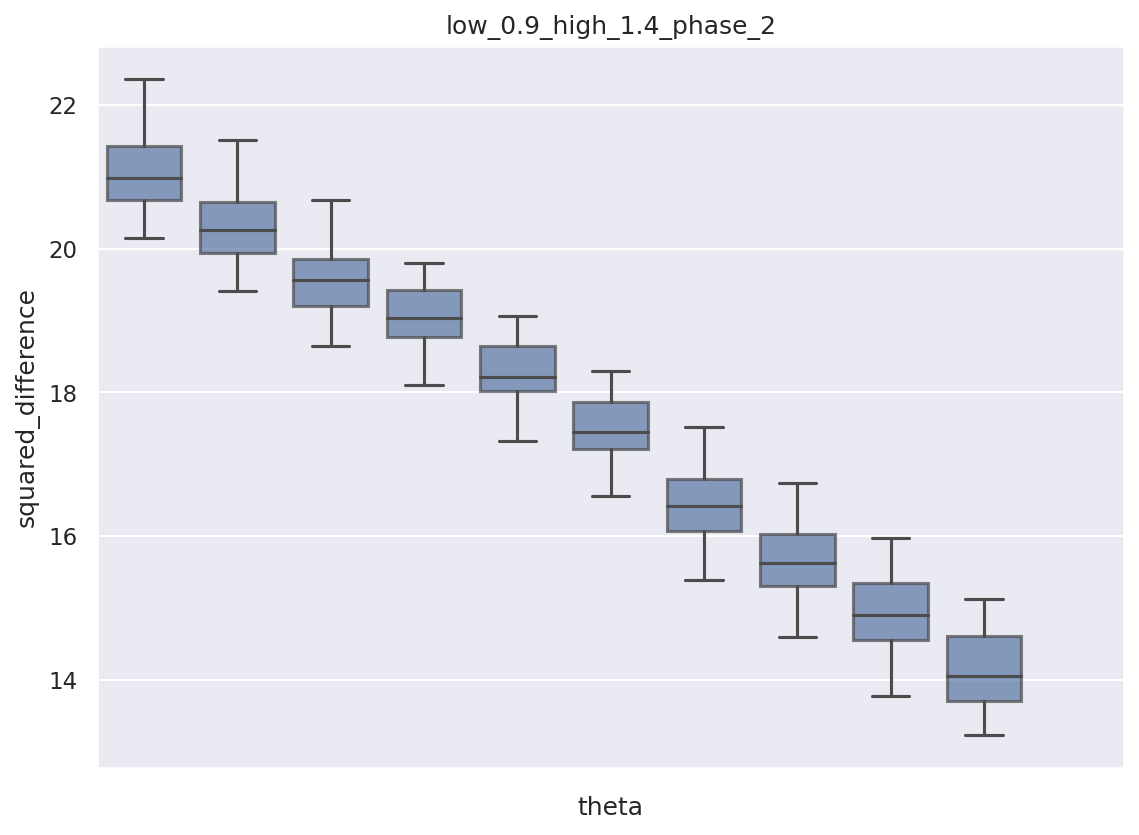 low_0.9_high_1.4_phase_2
22
20
18
16
14
squared_difference
theta